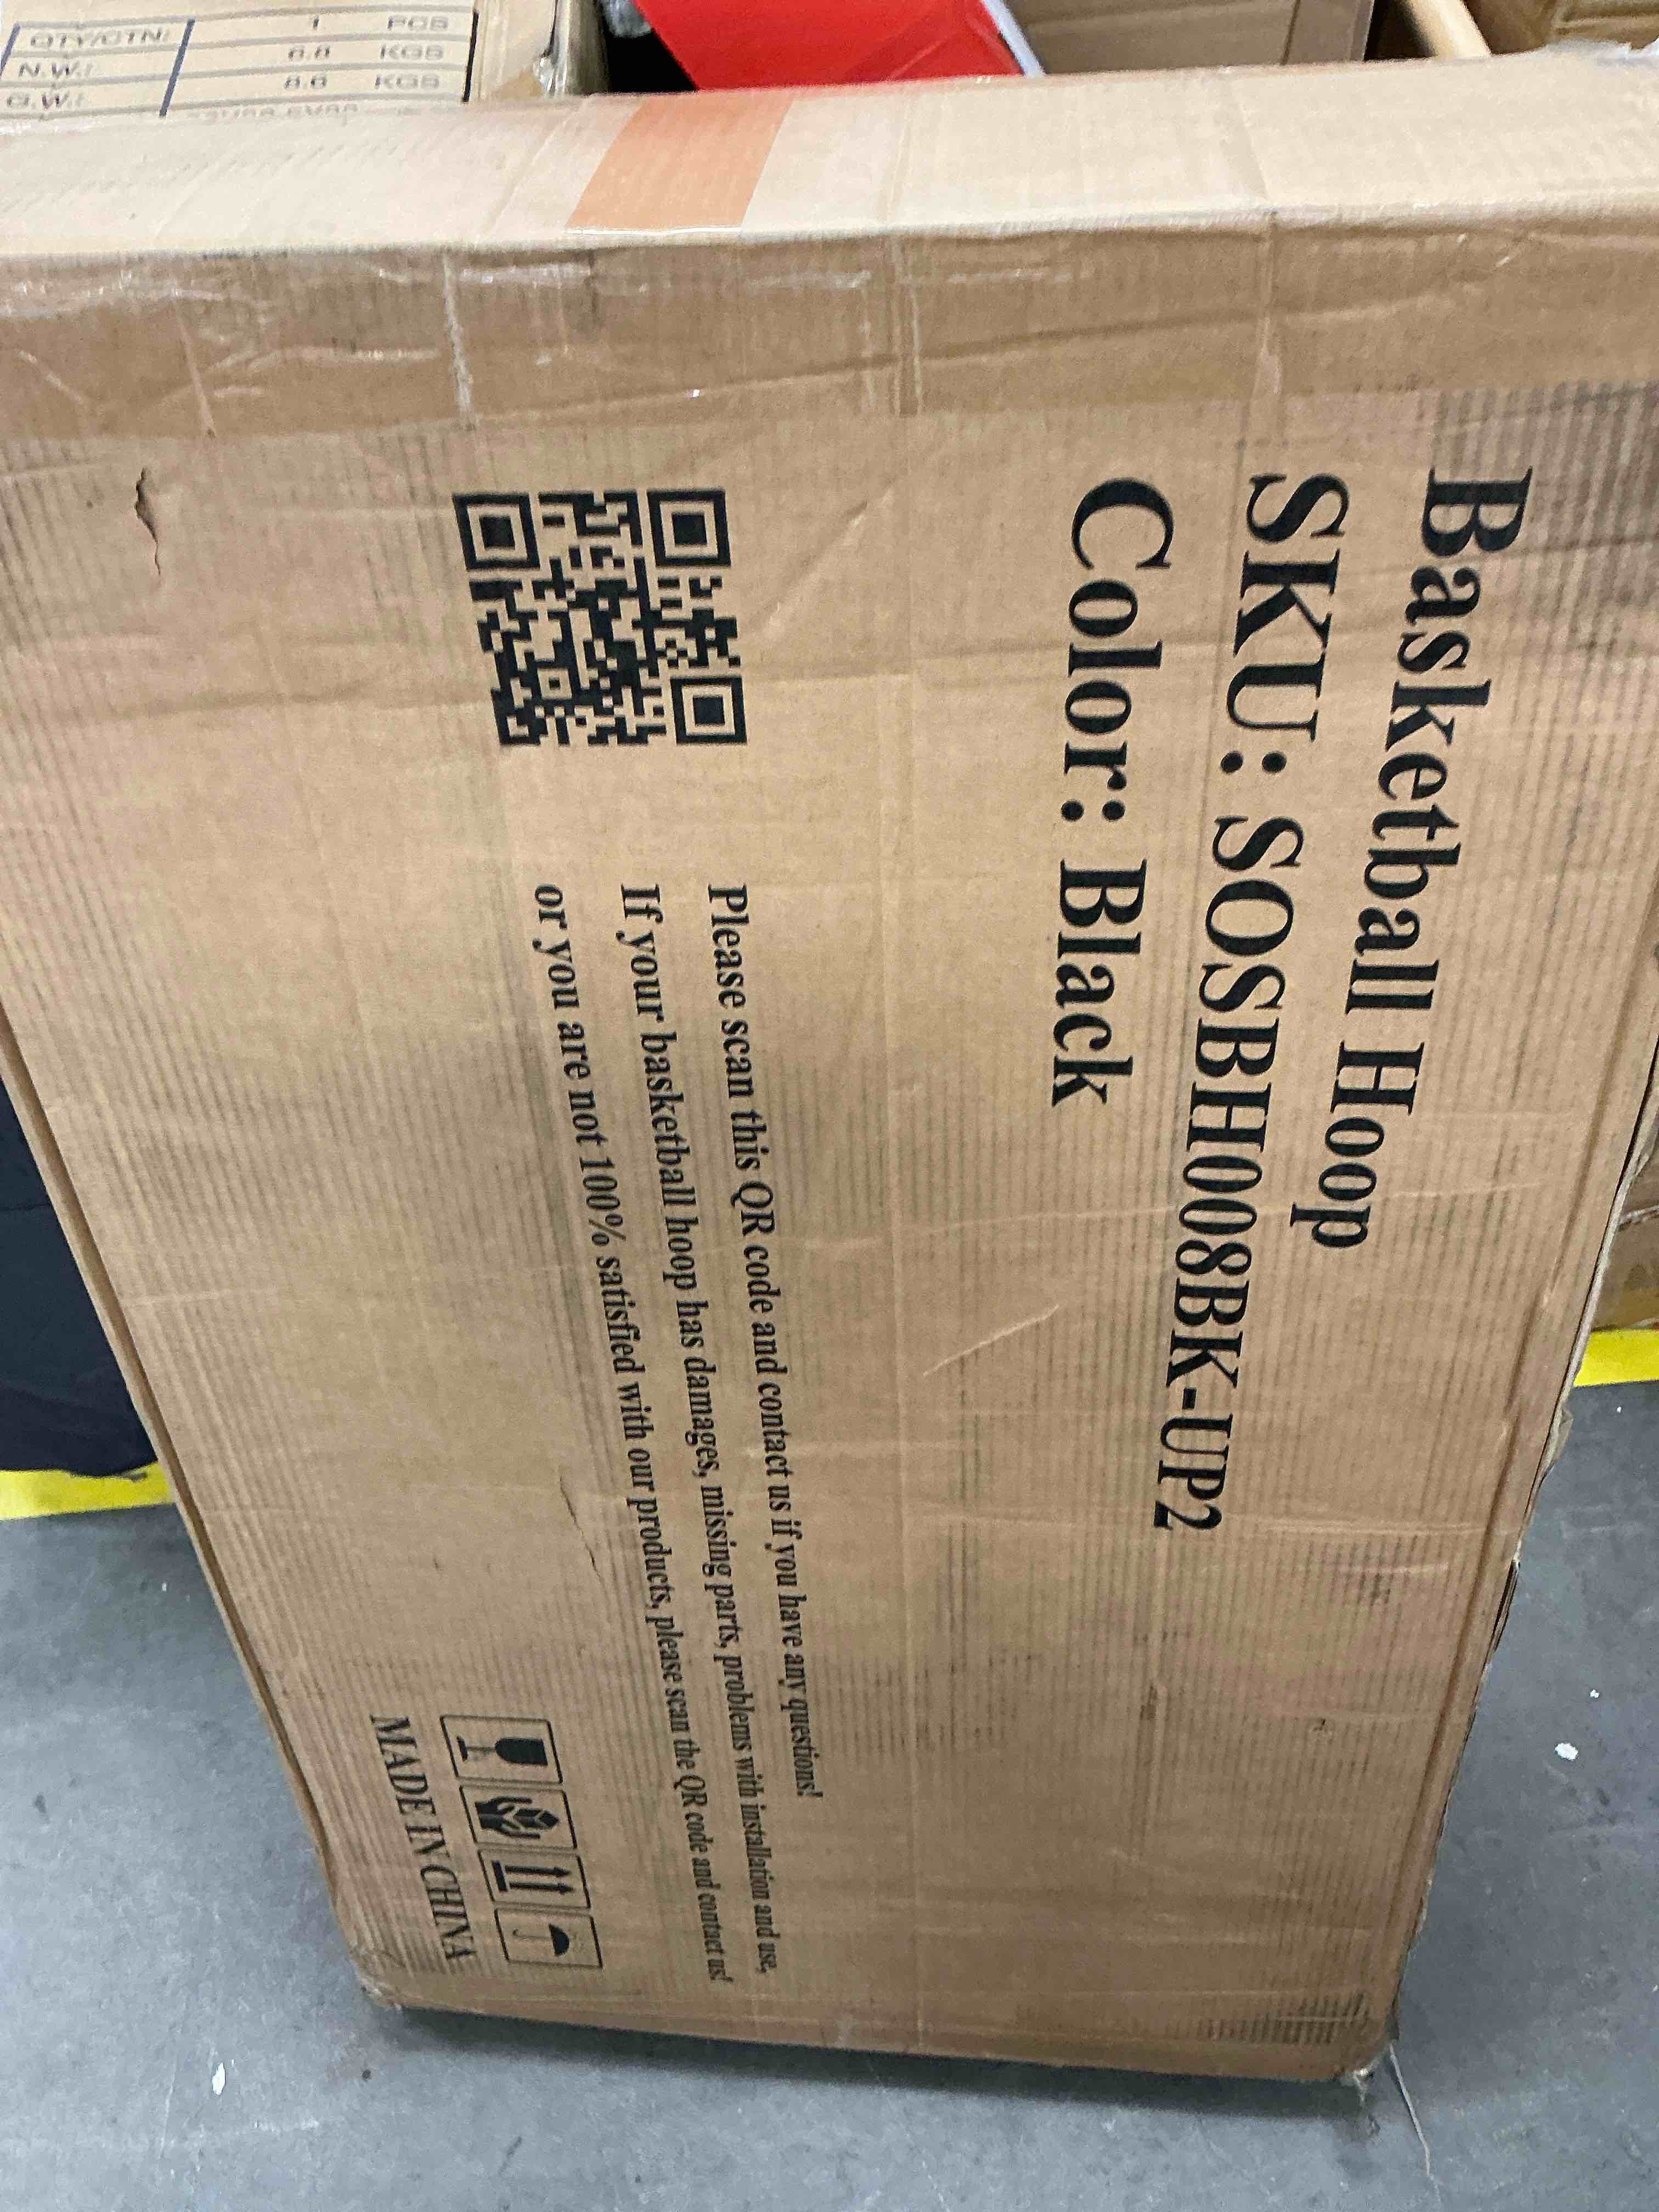 QTY/CTN: 1 PCS
N.W.: 6.8 KGS
G.W.: 8.6 KGS
Basketball Hoop
SKU: SOSBH008BK-UP2
Color: Black
Please scan this QR code and contact us if you have any questions!
If your basketball hoop has damages, missing parts, problems with installation and use,
or you are not 100% satisfied with our products, please scan the QR code and contact us!
MADE IN CHINA